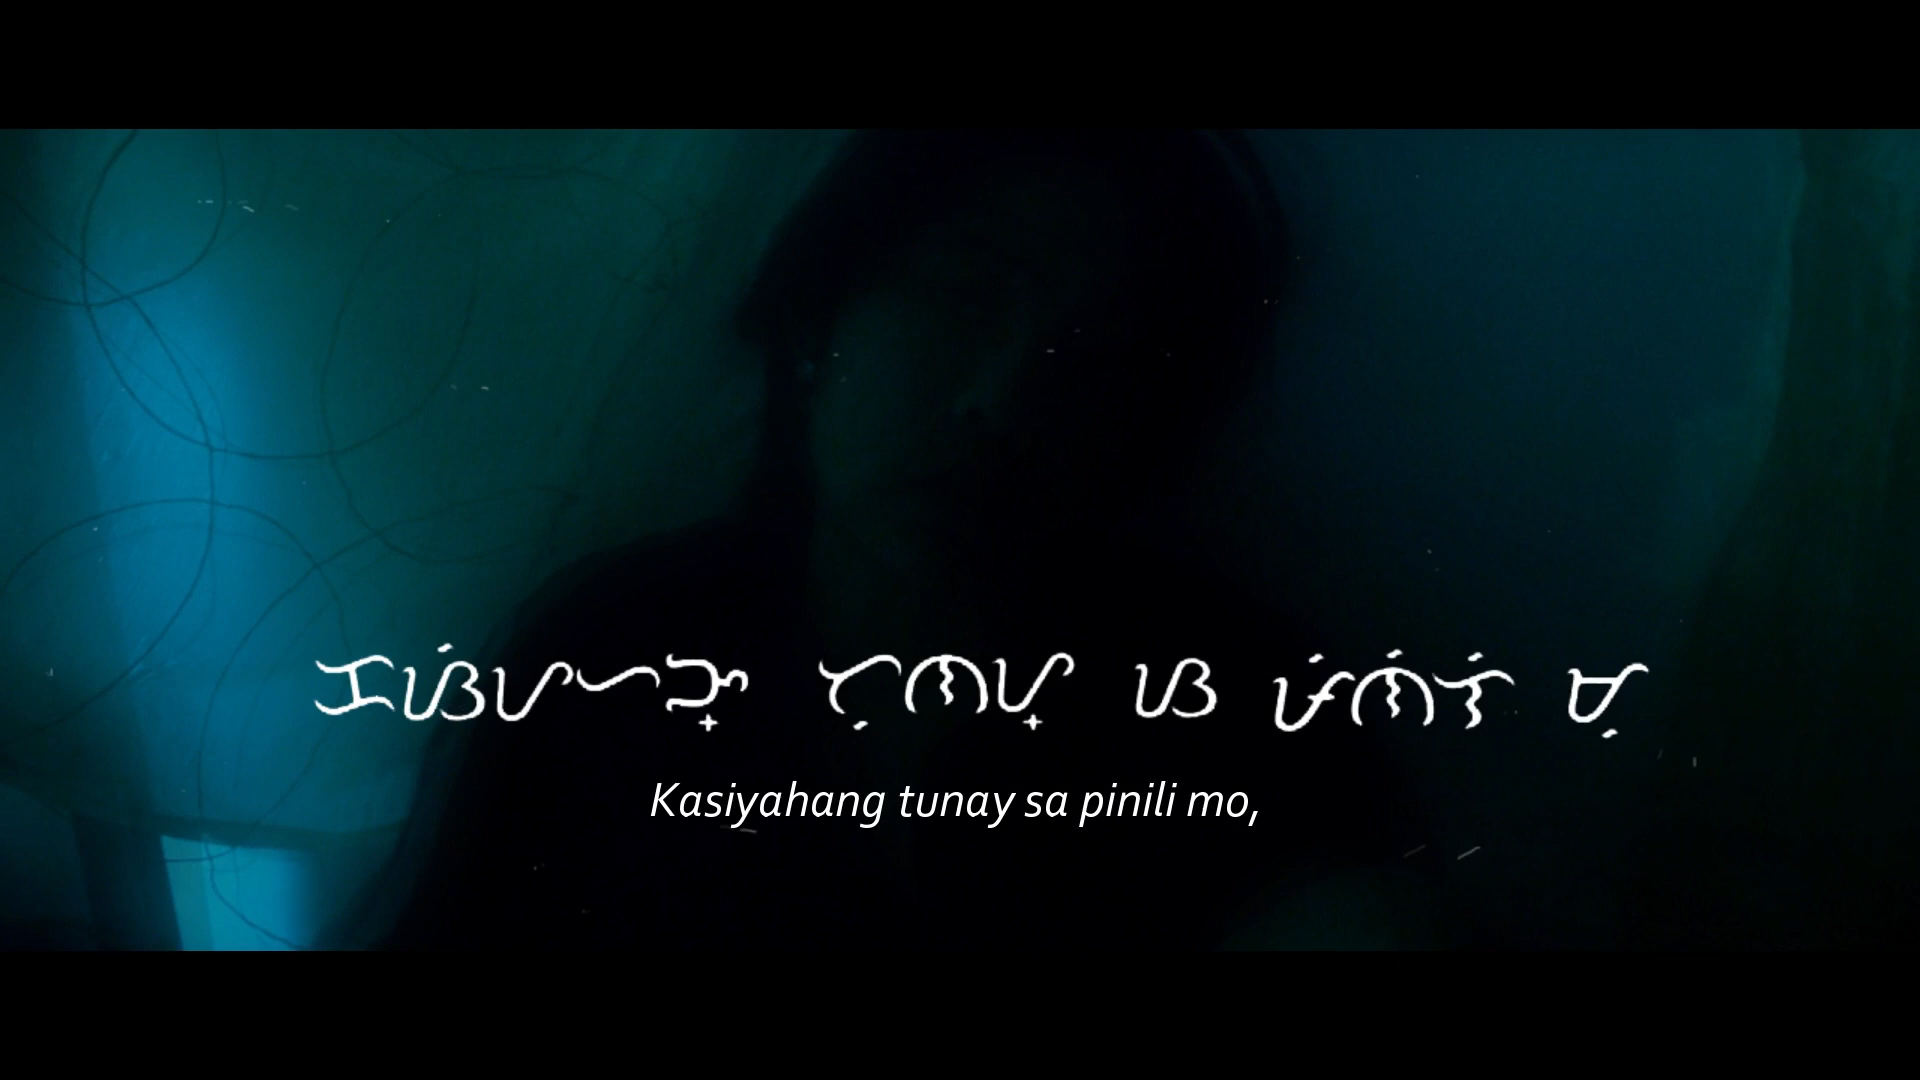 ᜃᜐᜒᜌᜑᜅ᜔ ᜆᜓᜈᜌ᜔ ᜐ ᜉᜒᜈᜒᜎᜒ ᜋᜓ
Kasiyahang tunay sa pinili mo,